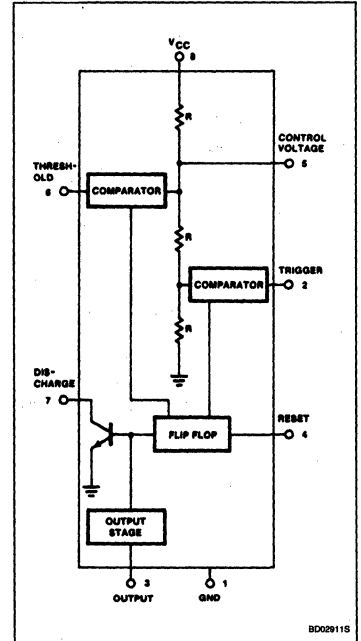 VCC
8
R
CONTROL
VOLTAGE
5
THRESH-
OLD
6
COMPARATOR
R
TRIGGER
COMPARATOR
2
R
DIS-
CHARGE
7
FLIP FLOP
RESET
4
OUTPUT
STAGE
3
OUTPUT
1
GND
BD02911S